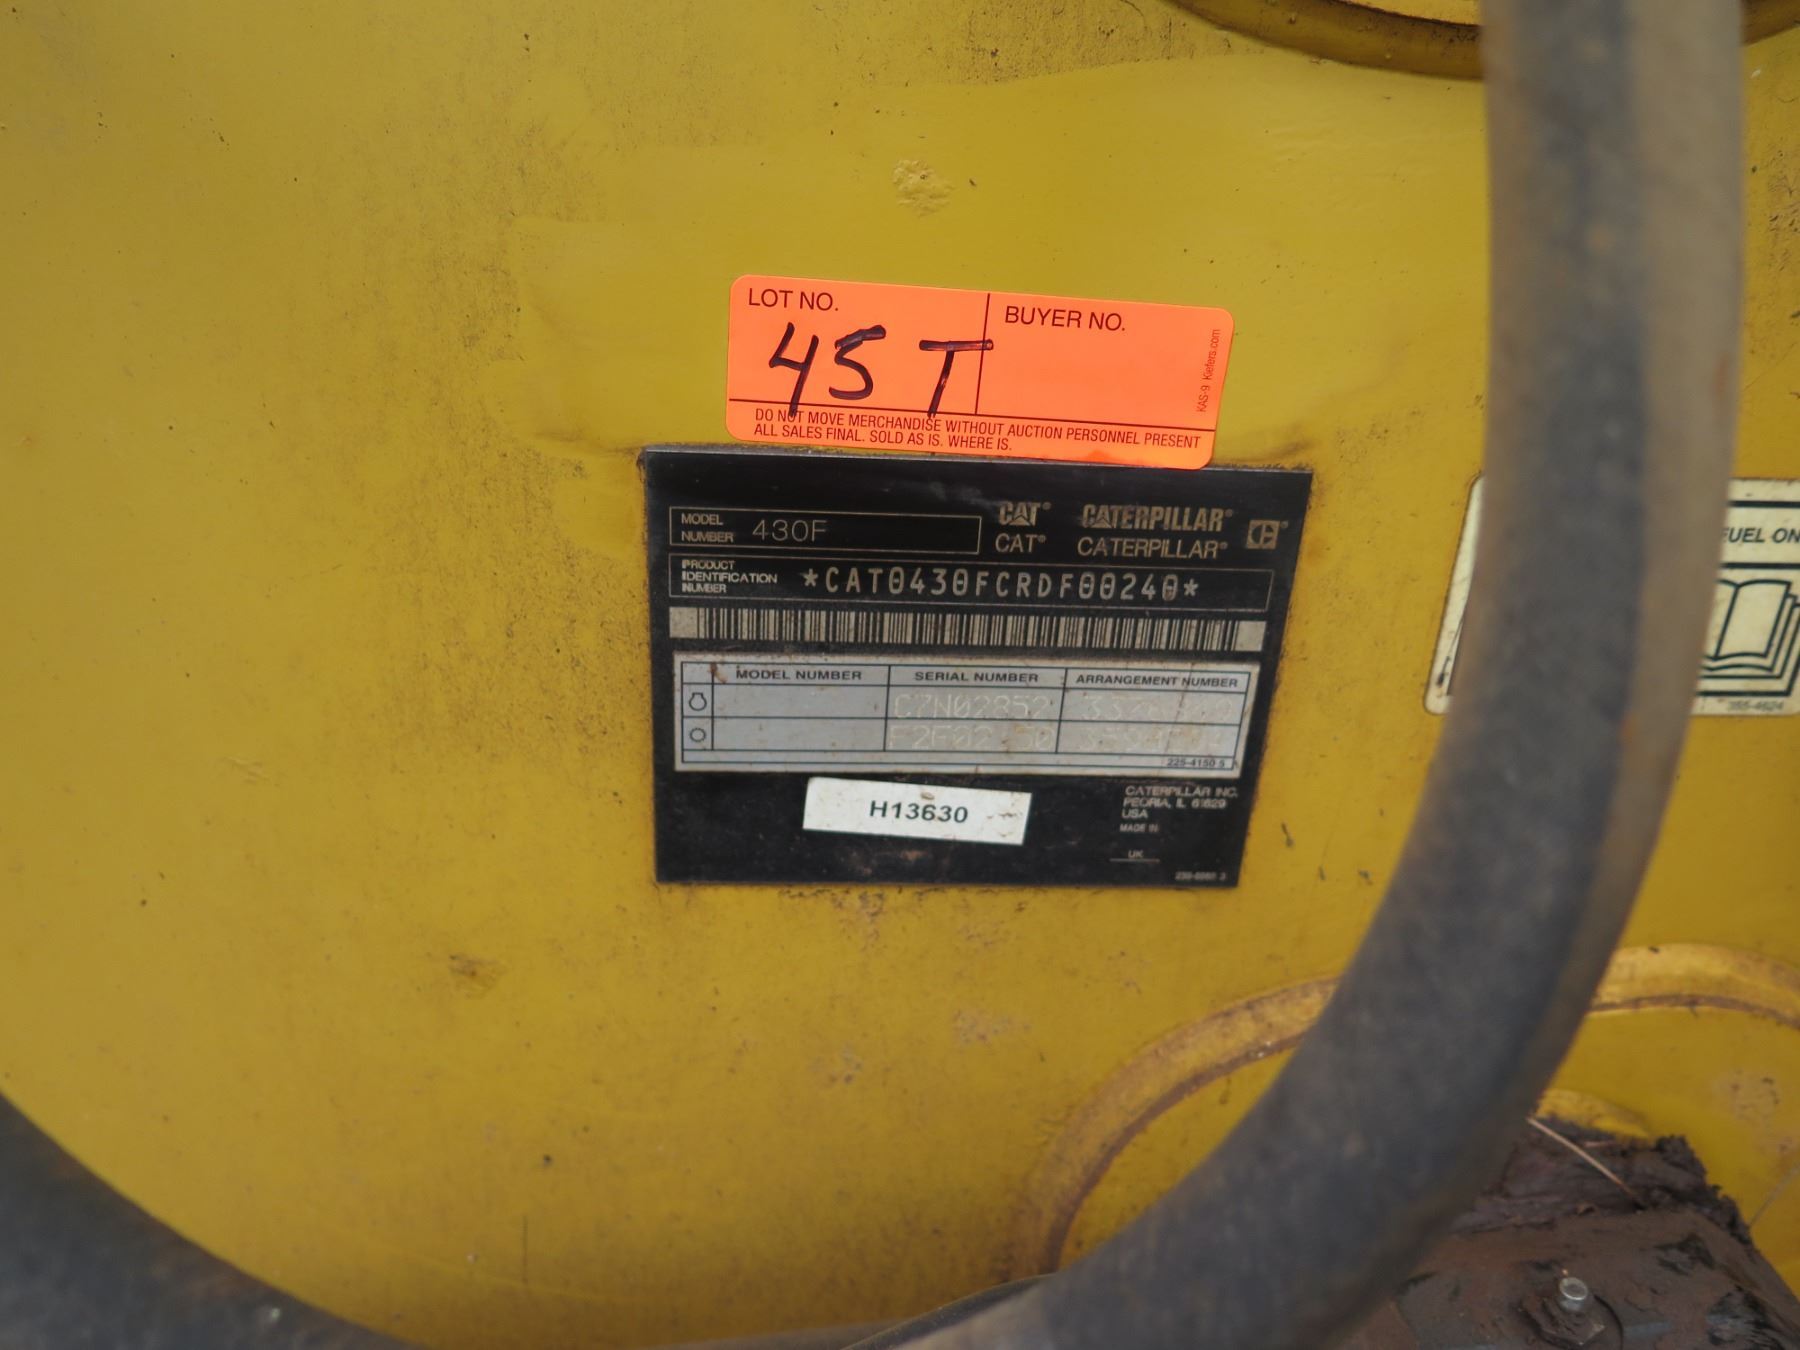 LOT NO.
45 T
BUYER NO.
KAS-9 Kiefers.com
DO NOT MOVE MERCHANDISE WITHOUT AUCTION PERSONNEL PRESENT
ALL SALES FINAL. SOLD AS IS. WHERE IS.
MODEL NUMBER 430F
CAT® CATERPILLAR®
CAT® CATERPILLAR®
PRODUCT IDENTIFICATION NUMBER *CAT0430FCRDF00240*
MODEL NUMBER SERIAL NUMBER ARRANGEMENT NUMBER
C7N02852
225-4150 5
H13630
CATERPILLAR INC.
PEORIA, IL 61629
USA
MADE IN
UK
FUEL ON
355-4624